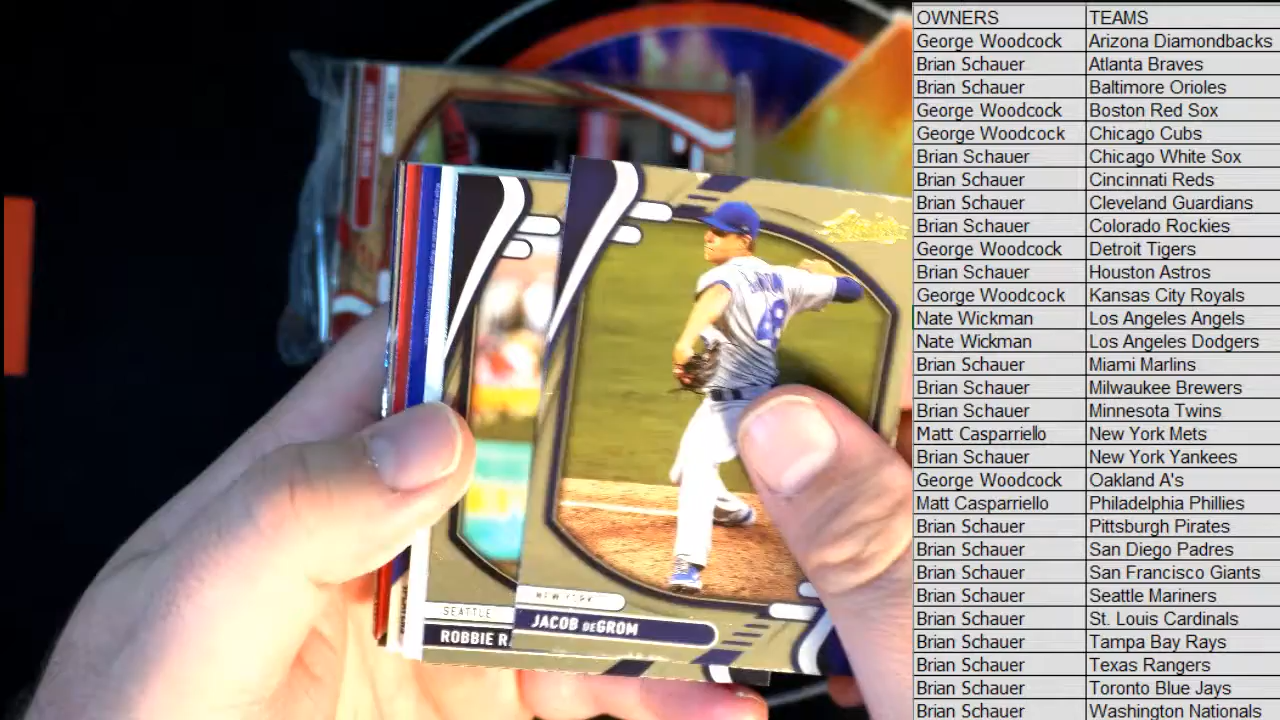 OWNERS TEAMS
George Woodcock Arizona Diamondbacks
Brian Schauer Atlanta Braves
Brian Schauer Baltimore Orioles
George Woodcock Boston Red Sox
George Woodcock Chicago Cubs
Brian Schauer Chicago White Sox
Brian Schauer Cincinnati Reds
Brian Schauer Cleveland Guardians
Brian Schauer Colorado Rockies
George Woodcock Detroit Tigers
Brian Schauer Houston Astros
George Woodcock Kansas City Royals
Nate Wickman Los Angeles Angels
Nate Wickman Los Angeles Dodgers
Brian Schauer Miami Marlins
Brian Schauer Milwaukee Brewers
Brian Schauer Minnesota Twins
Matt Casparriello New York Mets
Brian Schauer New York Yankees
George Woodcock Oakland A's
Matt Casparriello Philadelphia Phillies
Brian Schauer Pittsburgh Pirates
Brian Schauer San Diego Padres
Brian Schauer San Francisco Giants
Brian Schauer Seattle Mariners
Brian Schauer St. Louis Cardinals
Brian Schauer Tampa Bay Rays
Brian Schauer Texas Rangers
Brian Schauer Toronto Blue Jays
Brian Schauer Washington Nationals
48
NEW YORK
JACOB deGROM
SEATTLE
ROBBIE R